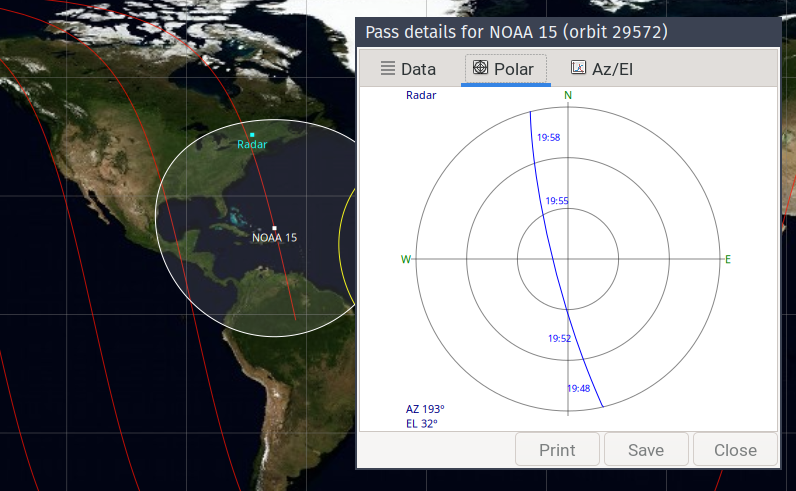 Pass details for NOAA 15 (orbit 29572)
Data
Polar
Az/El
Radar
N
19:58
19:55
W
E
19:52
19:48
AZ 193°
EL 32°
Print
Save
Close
Radar
NOAA 15